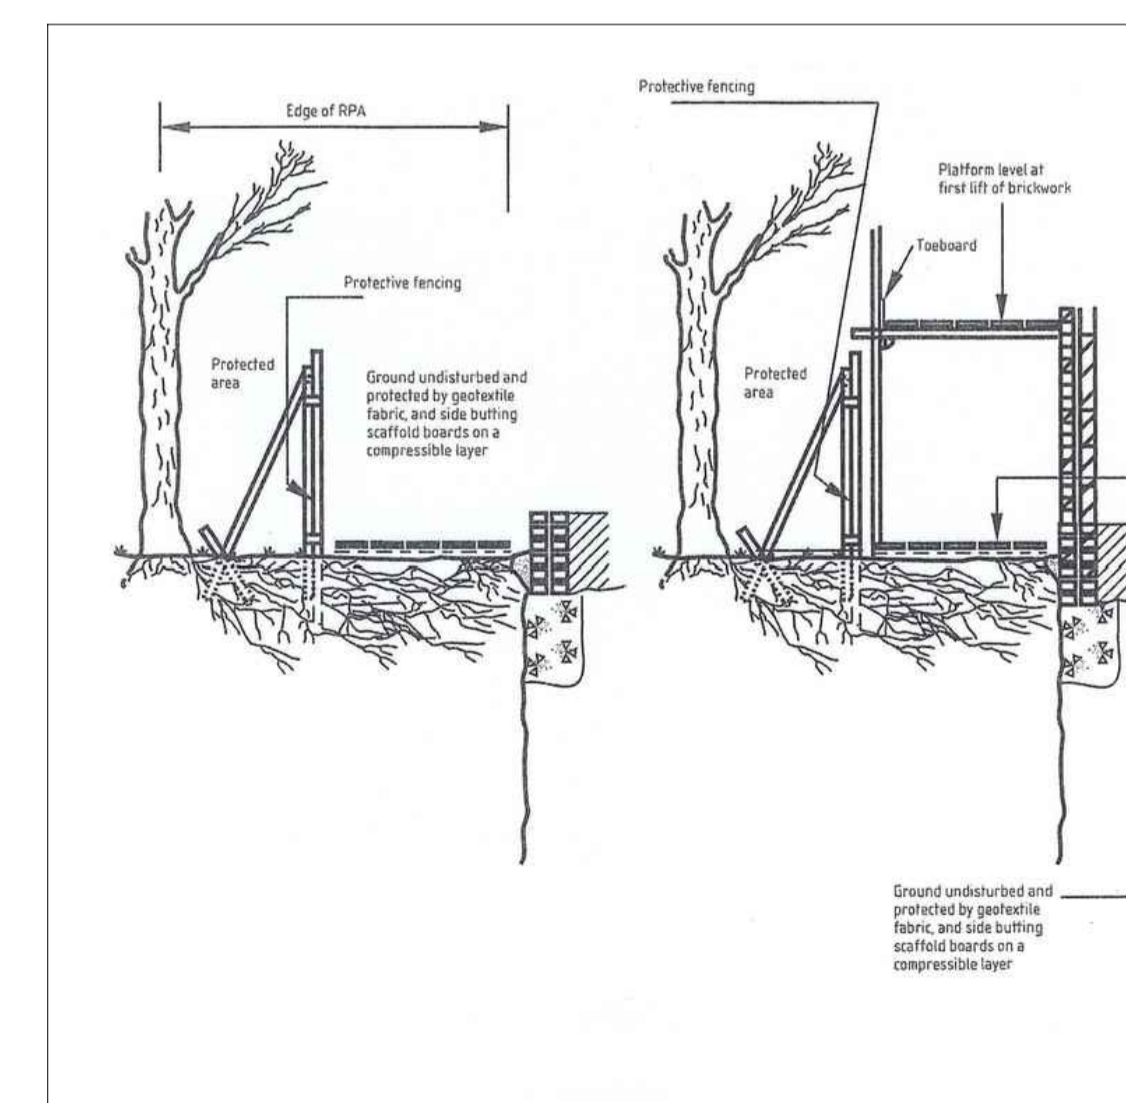 Edge of RPA
Protective fencing
Protected
area
Ground undisturbed and
protected by geotextile
fabric, and side butting
scaffold boards on a
compressible layer
Protective fencing
Platform level at
first lift of brickwork
Toeboard
Protected
area
Ground undisturbed and
protected by geotextile
fabric, and side butting
scaffold boards on a
compressible layer